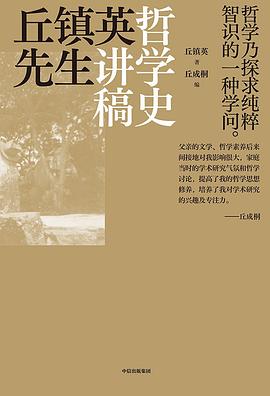 丘镇英
先生
哲学史
讲稿
丘镇英
著
丘成桐
编
哲学乃探求纯粹
智识的一种学问。
父亲的文学、哲学素养后来
间接地对我影响很大，家庭
当时的学术研究气氛和哲学
讨论，提高了我的哲学思想
修养，培养了我对学术研究
的兴趣及专注力。
——丘成桐
中信出版集团